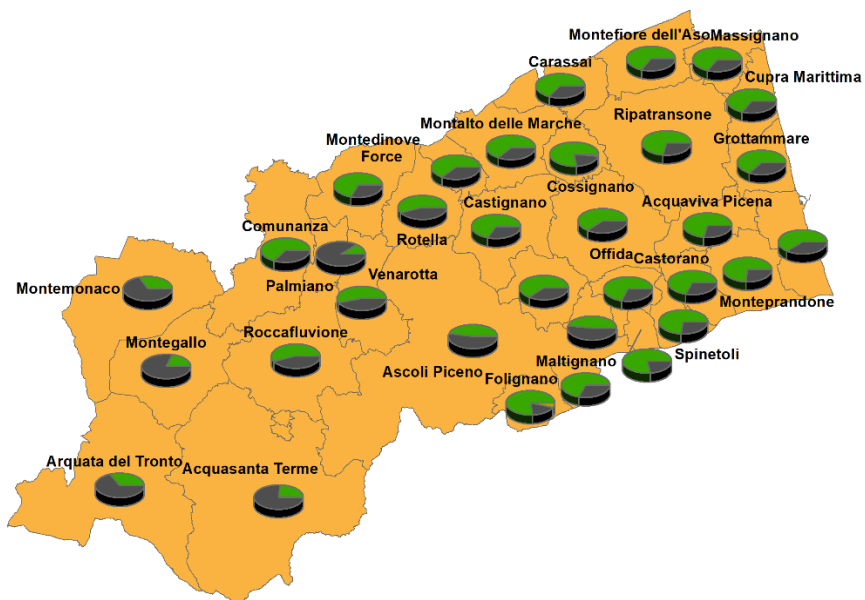 Montefiore dell'Aso
Massignano
Carassai
Cupra Marittima
Ripatransone
Montalto delle Marche
Montedinove
Grottammare
Force
Cossignano
Castignano
Acquaviva Picena
Comunanza
Rotella
Offida
Castorano
Venarotta
Palmiano
Montemonaco
Monteprandone
Roccafluvione
Montegallo
Spinetoli
Maltignano
Ascoli Piceno
Folignano
Arquata del Tronto
Acquasanta Terme